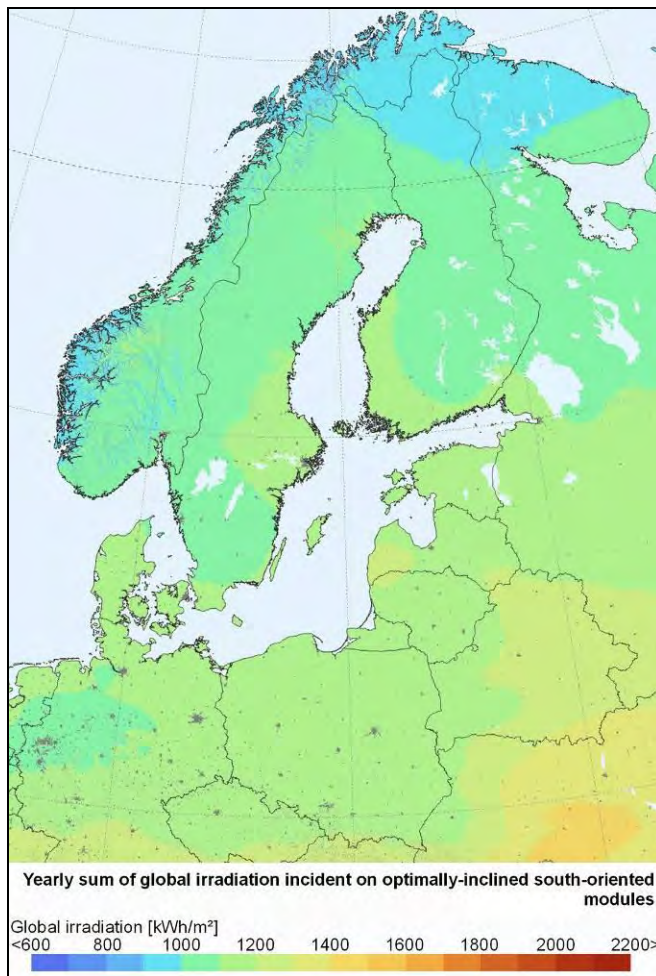 Yearly sum of global irradiation incident on optimally-inclined south-oriented
modules
Global irradiation [kWh/m²]
<600 800 1000 1200 1400 1600 1800 2000 2200>